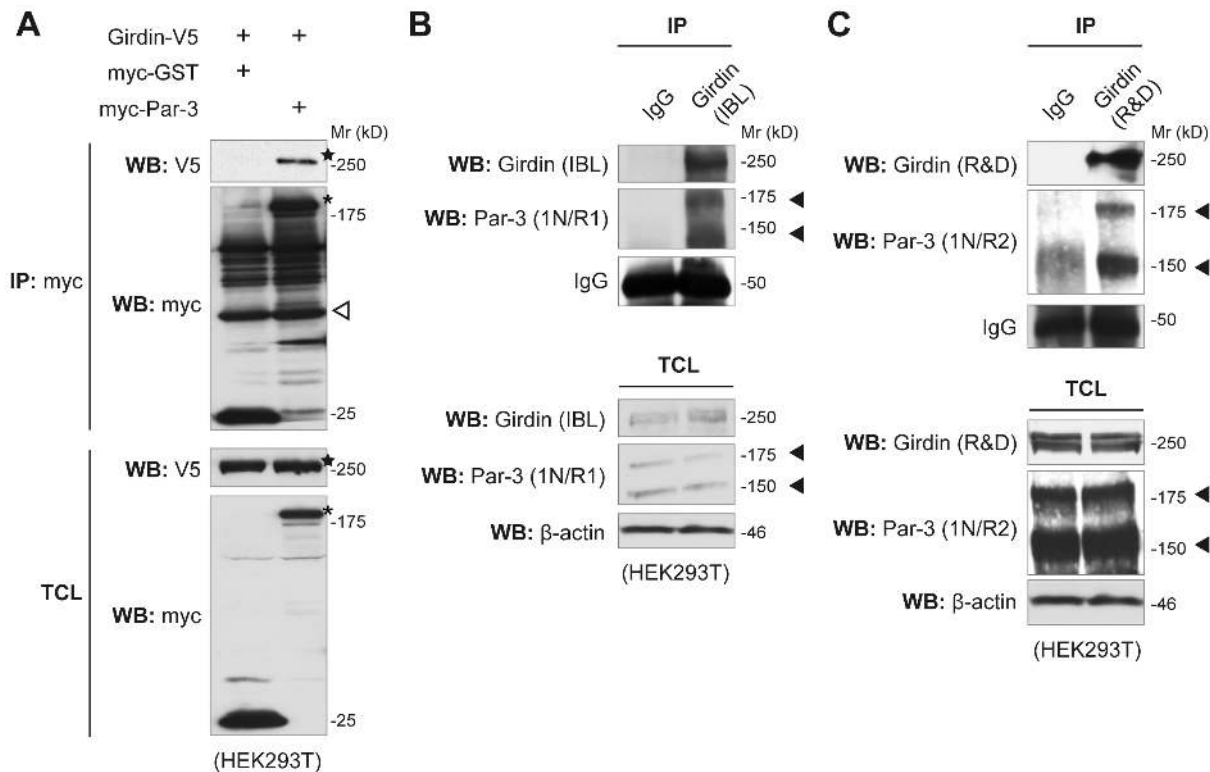 A
Girdin-V5 + +
myc-GST +
myc-Par-3 +
Mr (kD)
IP: myc
WB: V5
-250
WB: myc
-175
-25
TCL
WB: V5
-250
WB: myc
-175
-25
(HEK293T)
B
IP
IgG
Girdin
(IBL)
Mr (kD)
WB: Girdin (IBL)
-250
WB: Par-3 (1N/R1)
-175
-150
IgG
-50
TCL
WB: Girdin (IBL)
-250
WB: Par-3 (1N/R1)
-175
-150
WB: β-actin
-46
(HEK293T)
C
IP
IgG
Girdin
(R&D)
Mr (kD)
WB: Girdin (R&D)
-250
WB: Par-3 (1N/R2)
-175
-150
IgG
-50
TCL
WB: Girdin (R&D)
-250
WB: Par-3 (1N/R2)
-175
-150
WB: β-actin
-46
(HEK293T)